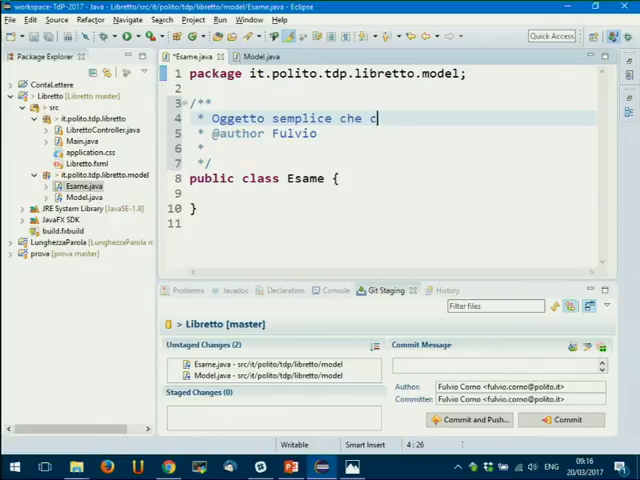 workspace-TdP-2017 - Java - Libretto/src/it/polito/tdp/libretto/model/Esame.java - Eclipse
File Edit Source Refactor Navigate Search Project Run Window Help
Quick Access
Package Explorer
ContaLettere
> Libretto [Libretto master]
> src
> it.polito.tdp.libretto
> LibrettoController.java
> Main.java
application.css
Libretto.fxml
> it.polito.tdp.libretto.model
Esame.java
Model.java
JRE System Library [JavaSE-1.8]
JavaFX SDK
build.fxbuild
> LunghezzaParola [LunghezzaParola]
> prova [prova master]
*Esame.java
Model.java
1 package it.polito.tdp.libretto.model;
2
3 /**
4 * Oggetto semplice che c
5 * @author Fulvio
6 *
7 */
8 public class Esame {
9
10 }
11
Problems Javadoc Declaration Console Git Staging History
Filter files
> Libretto [master]
Unstaged Changes (2)
Esame.java - src/it/polito/tdp/libretto/model
Model.java - src/it/polito/tdp/libretto/model
Staged Changes (0)
Commit Message
Author: Fulvio Corno <fulvio.corno@polito.it>
Committer: Fulvio Corno <fulvio.corno@polito.it>
Commit and Push...
Commit
Writable
Smart Insert
4 : 26
09:16
20/03/2017